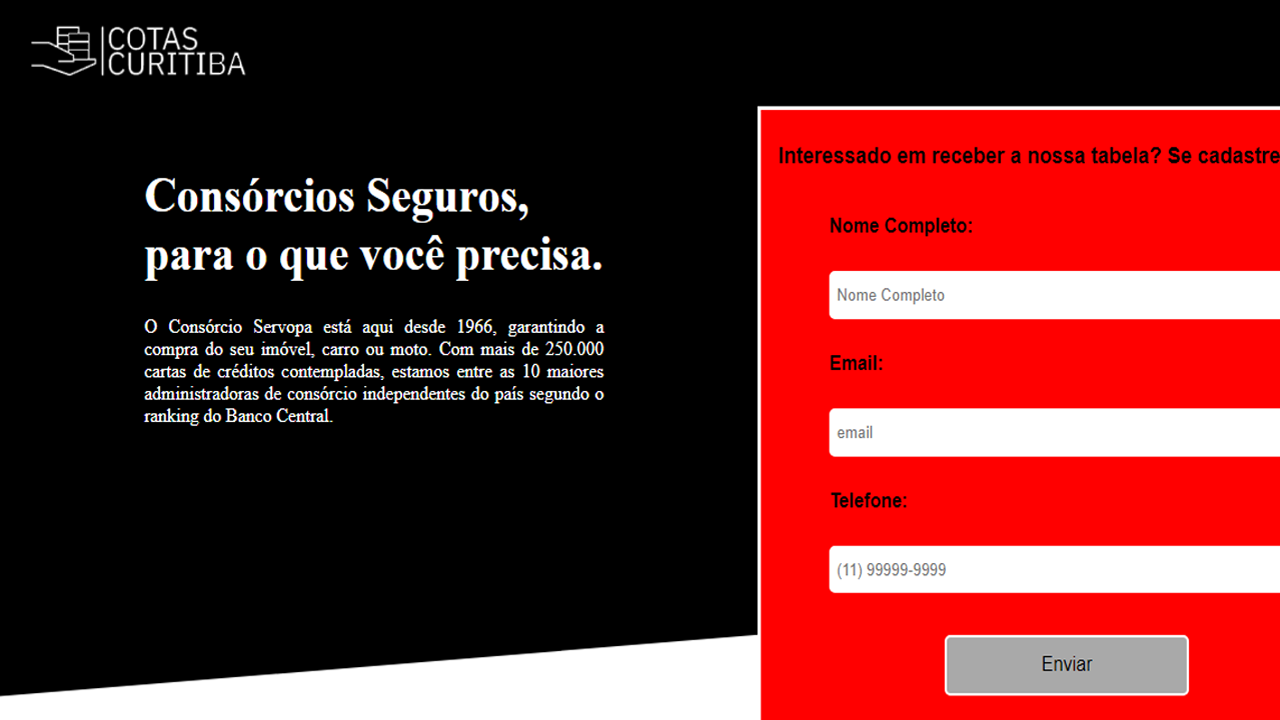 COTAS
CURITIBA
Consórcios Seguros,
para o que você precisa.
O Consórcio Servopa está aqui desde 1966, garantindo a
compra do seu imóvel, carro ou moto. Com mais de 250.000
cartas de créditos contempladas, estamos entre as 10 maiores
administradoras de consórcio independentes do país segundo o
ranking do Banco Central.
Interessado em receber a nossa tabela? Se cadastre
Nome Completo:
Nome Completo
Email:
email
Telefone:
(11) 99999-9999
Enviar